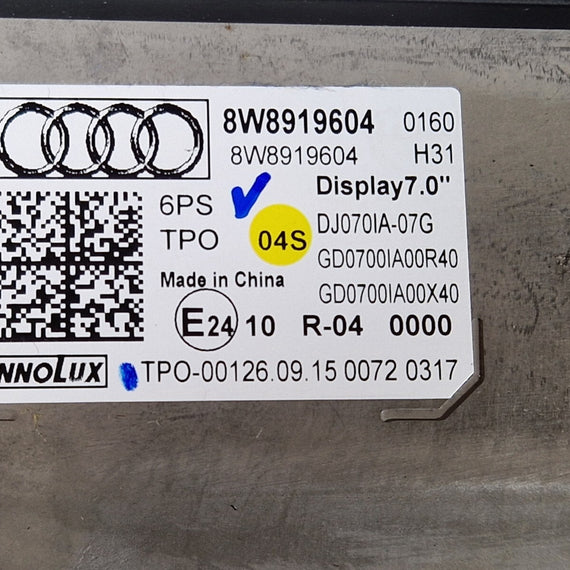 8W8919604 0160
8W8919604 H31
Display7.0"
6PS
DJ070IA-07G
TPO 04S
GD0700IA00R40
Made in China
GD0700IA00X40
E24 10 R-04 0000
INNOLUX TPO-00126.09.15 0072 0317